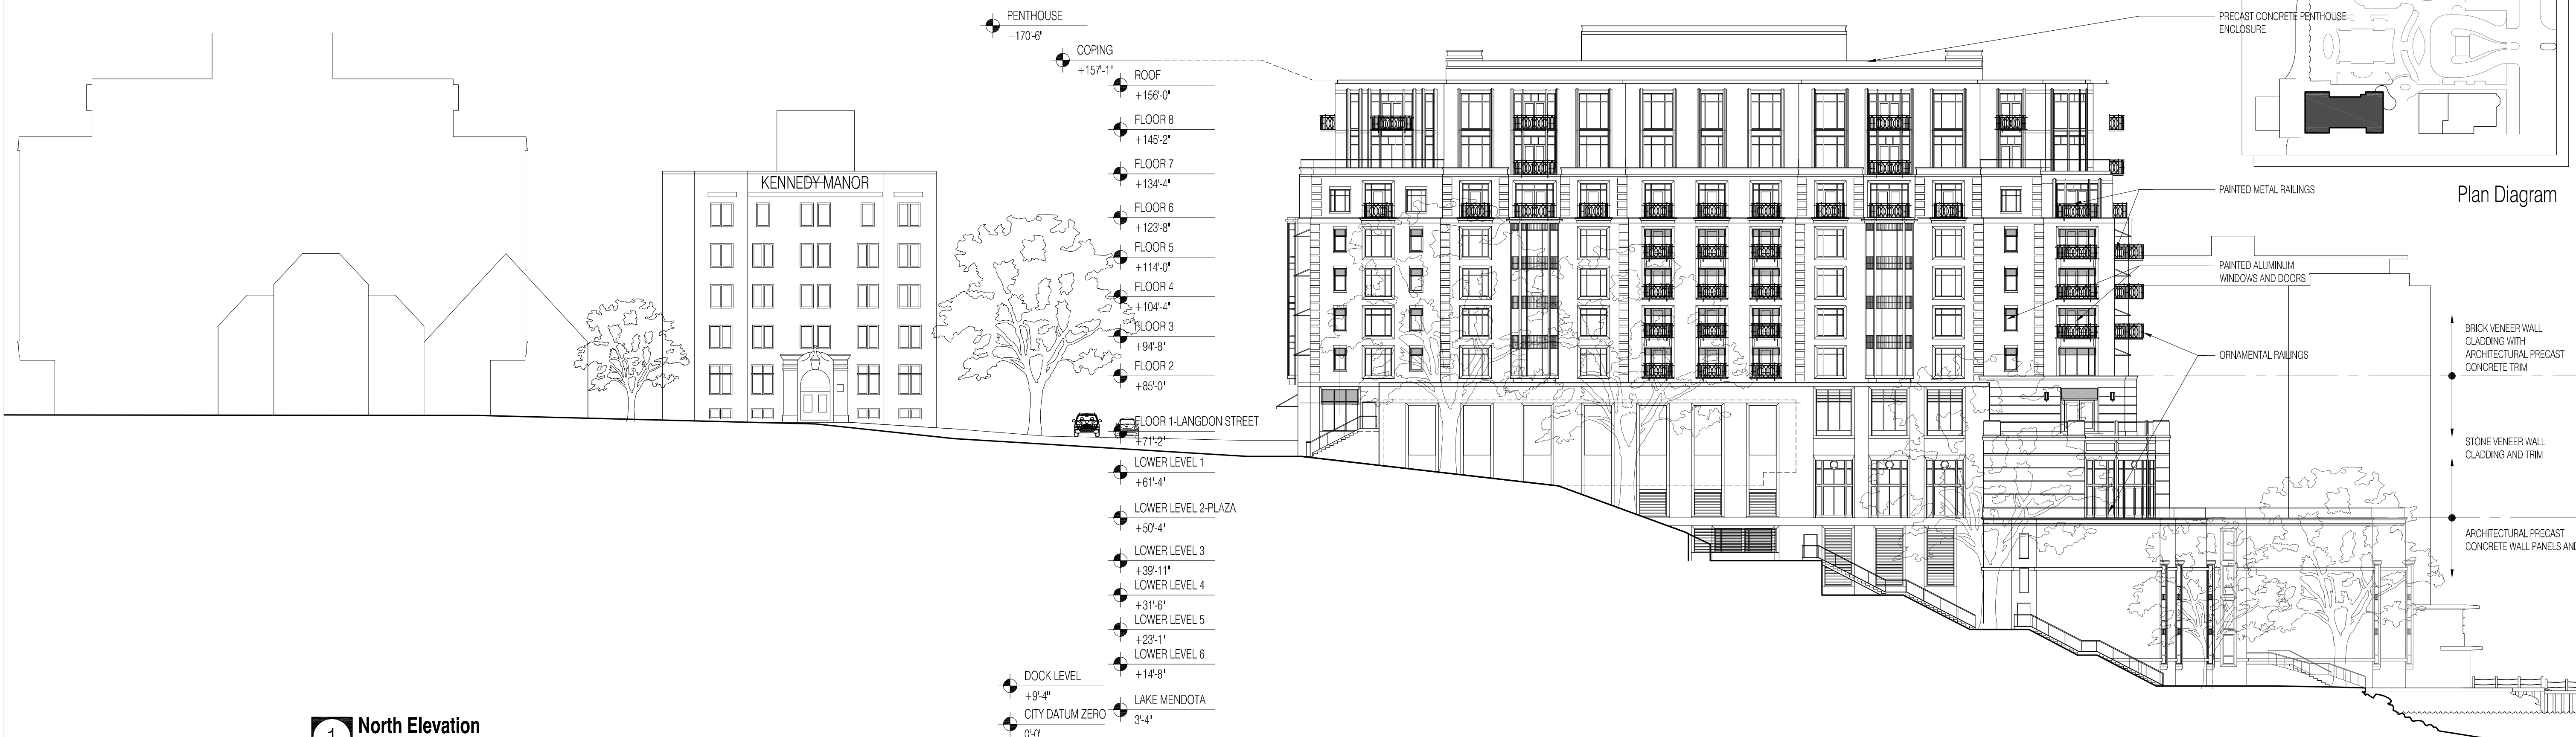 PENTHOUSE
+170'-6"
COPING
+157'-1"
ROOF
+156'-0"
FLOOR 8
+145'-2"
FLOOR 7
+134'-4"
FLOOR 6
+123'-8"
FLOOR 5
+114'-0"
FLOOR 4
+104'-4"
FLOOR 3
+94'-8"
FLOOR 2
+85'-0"
FLOOR 1-LANGDON STREET
+71'-2"
LOWER LEVEL 1
+61'-4"
LOWER LEVEL 2-PLAZA
+50'-4"
LOWER LEVEL 3
+39'-11"
LOWER LEVEL 4
+31'-6"
LOWER LEVEL 5
+23'-1"
LOWER LEVEL 6
+14'-8"
DOCK LEVEL
+9'-4"
LAKE MENDOTA
3'-4"
CITY DATUM ZERO
0'-0"
KENNEDY MANOR
PRECAST CONCRETE PENTHOUSE
ENCLOSURE
Plan Diagram
PAINTED METAL RAILINGS
PAINTED ALUMINUM
WINDOWS AND DOORS
ORNAMENTAL RAILINGS
BRICK VENEER WALL
CLADDING WITH
ARCHITECTURAL PRECAST
CONCRETE TRIM
STONE VENEER WALL
CLADDING AND TRIM
ARCHITECTURAL PRECAST
CONCRETE WALL PANELS AND
1
North Elevation